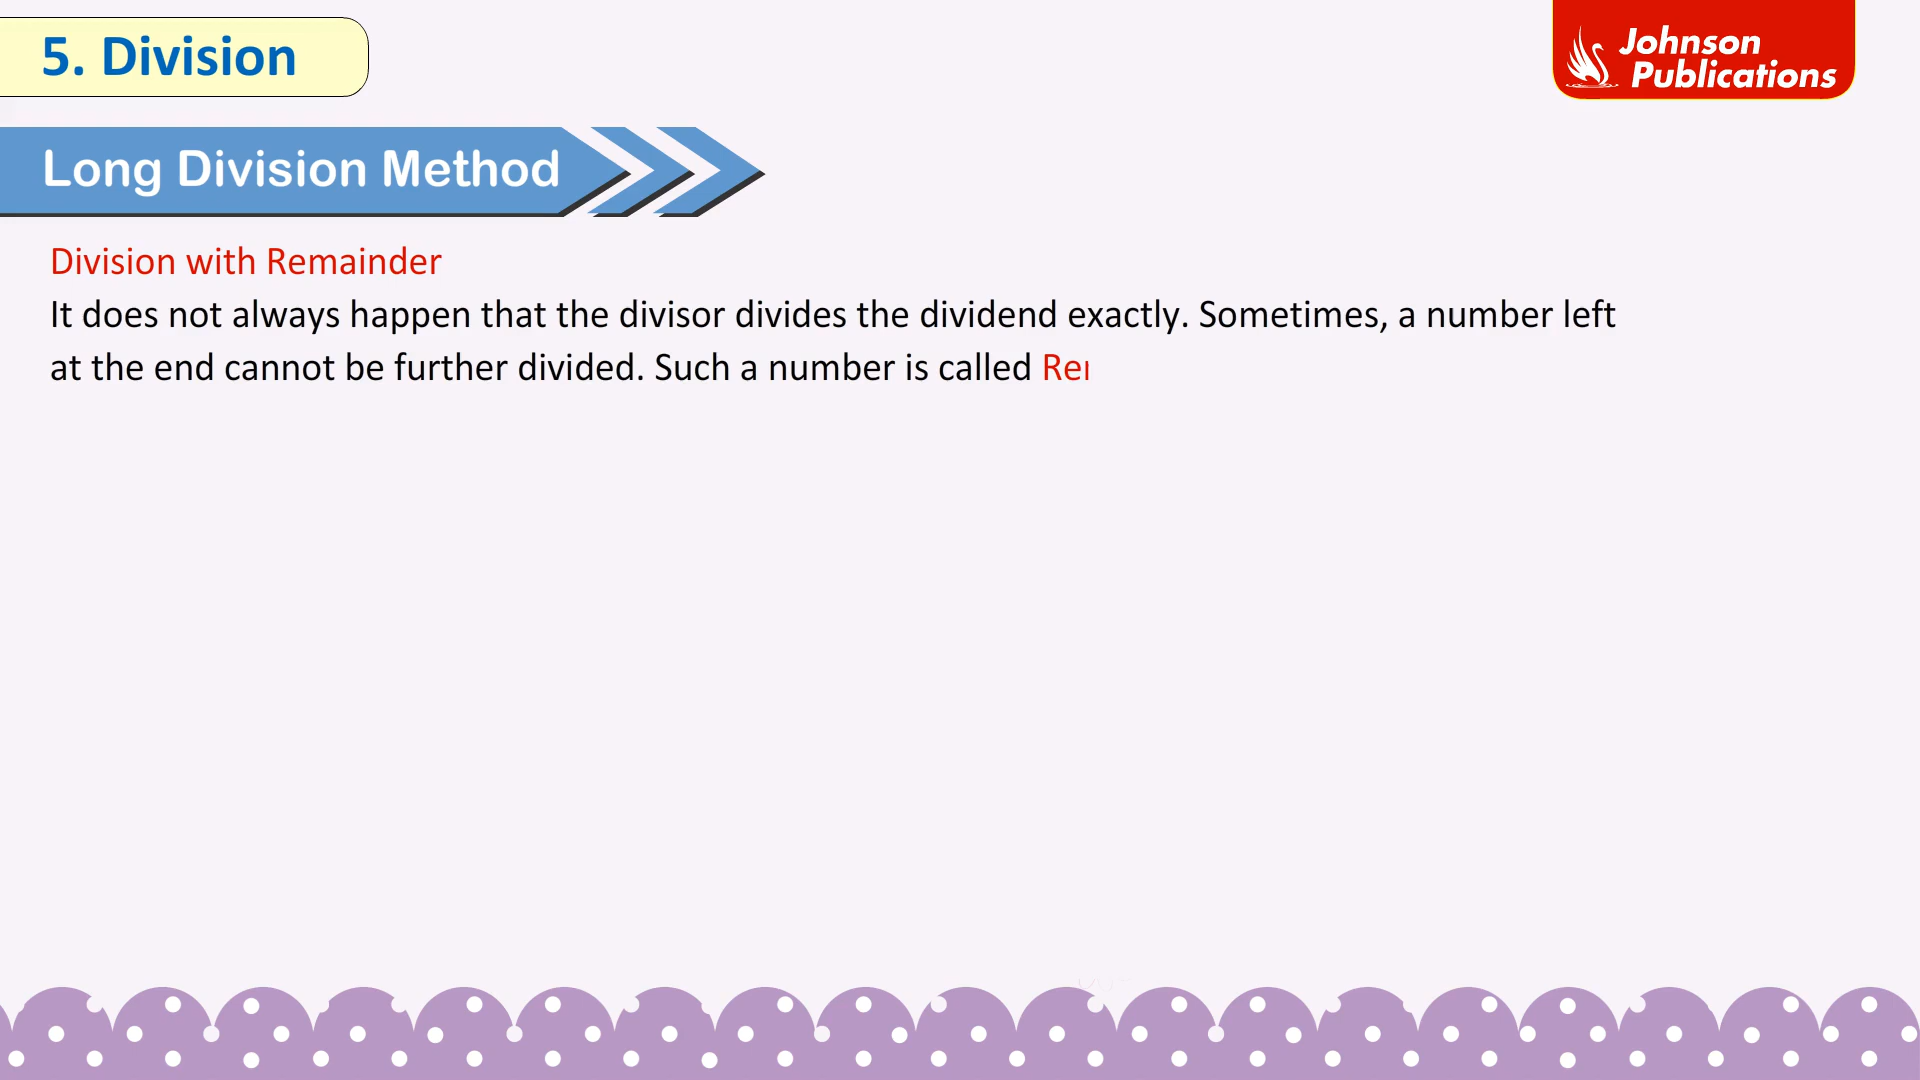 5. Division
Johnson
Publications
Long Division Method
Division with Remainder
It does not always happen that the divisor divides the dividend exactly. Sometimes, a number left
at the end cannot be further divided. Such a number is called